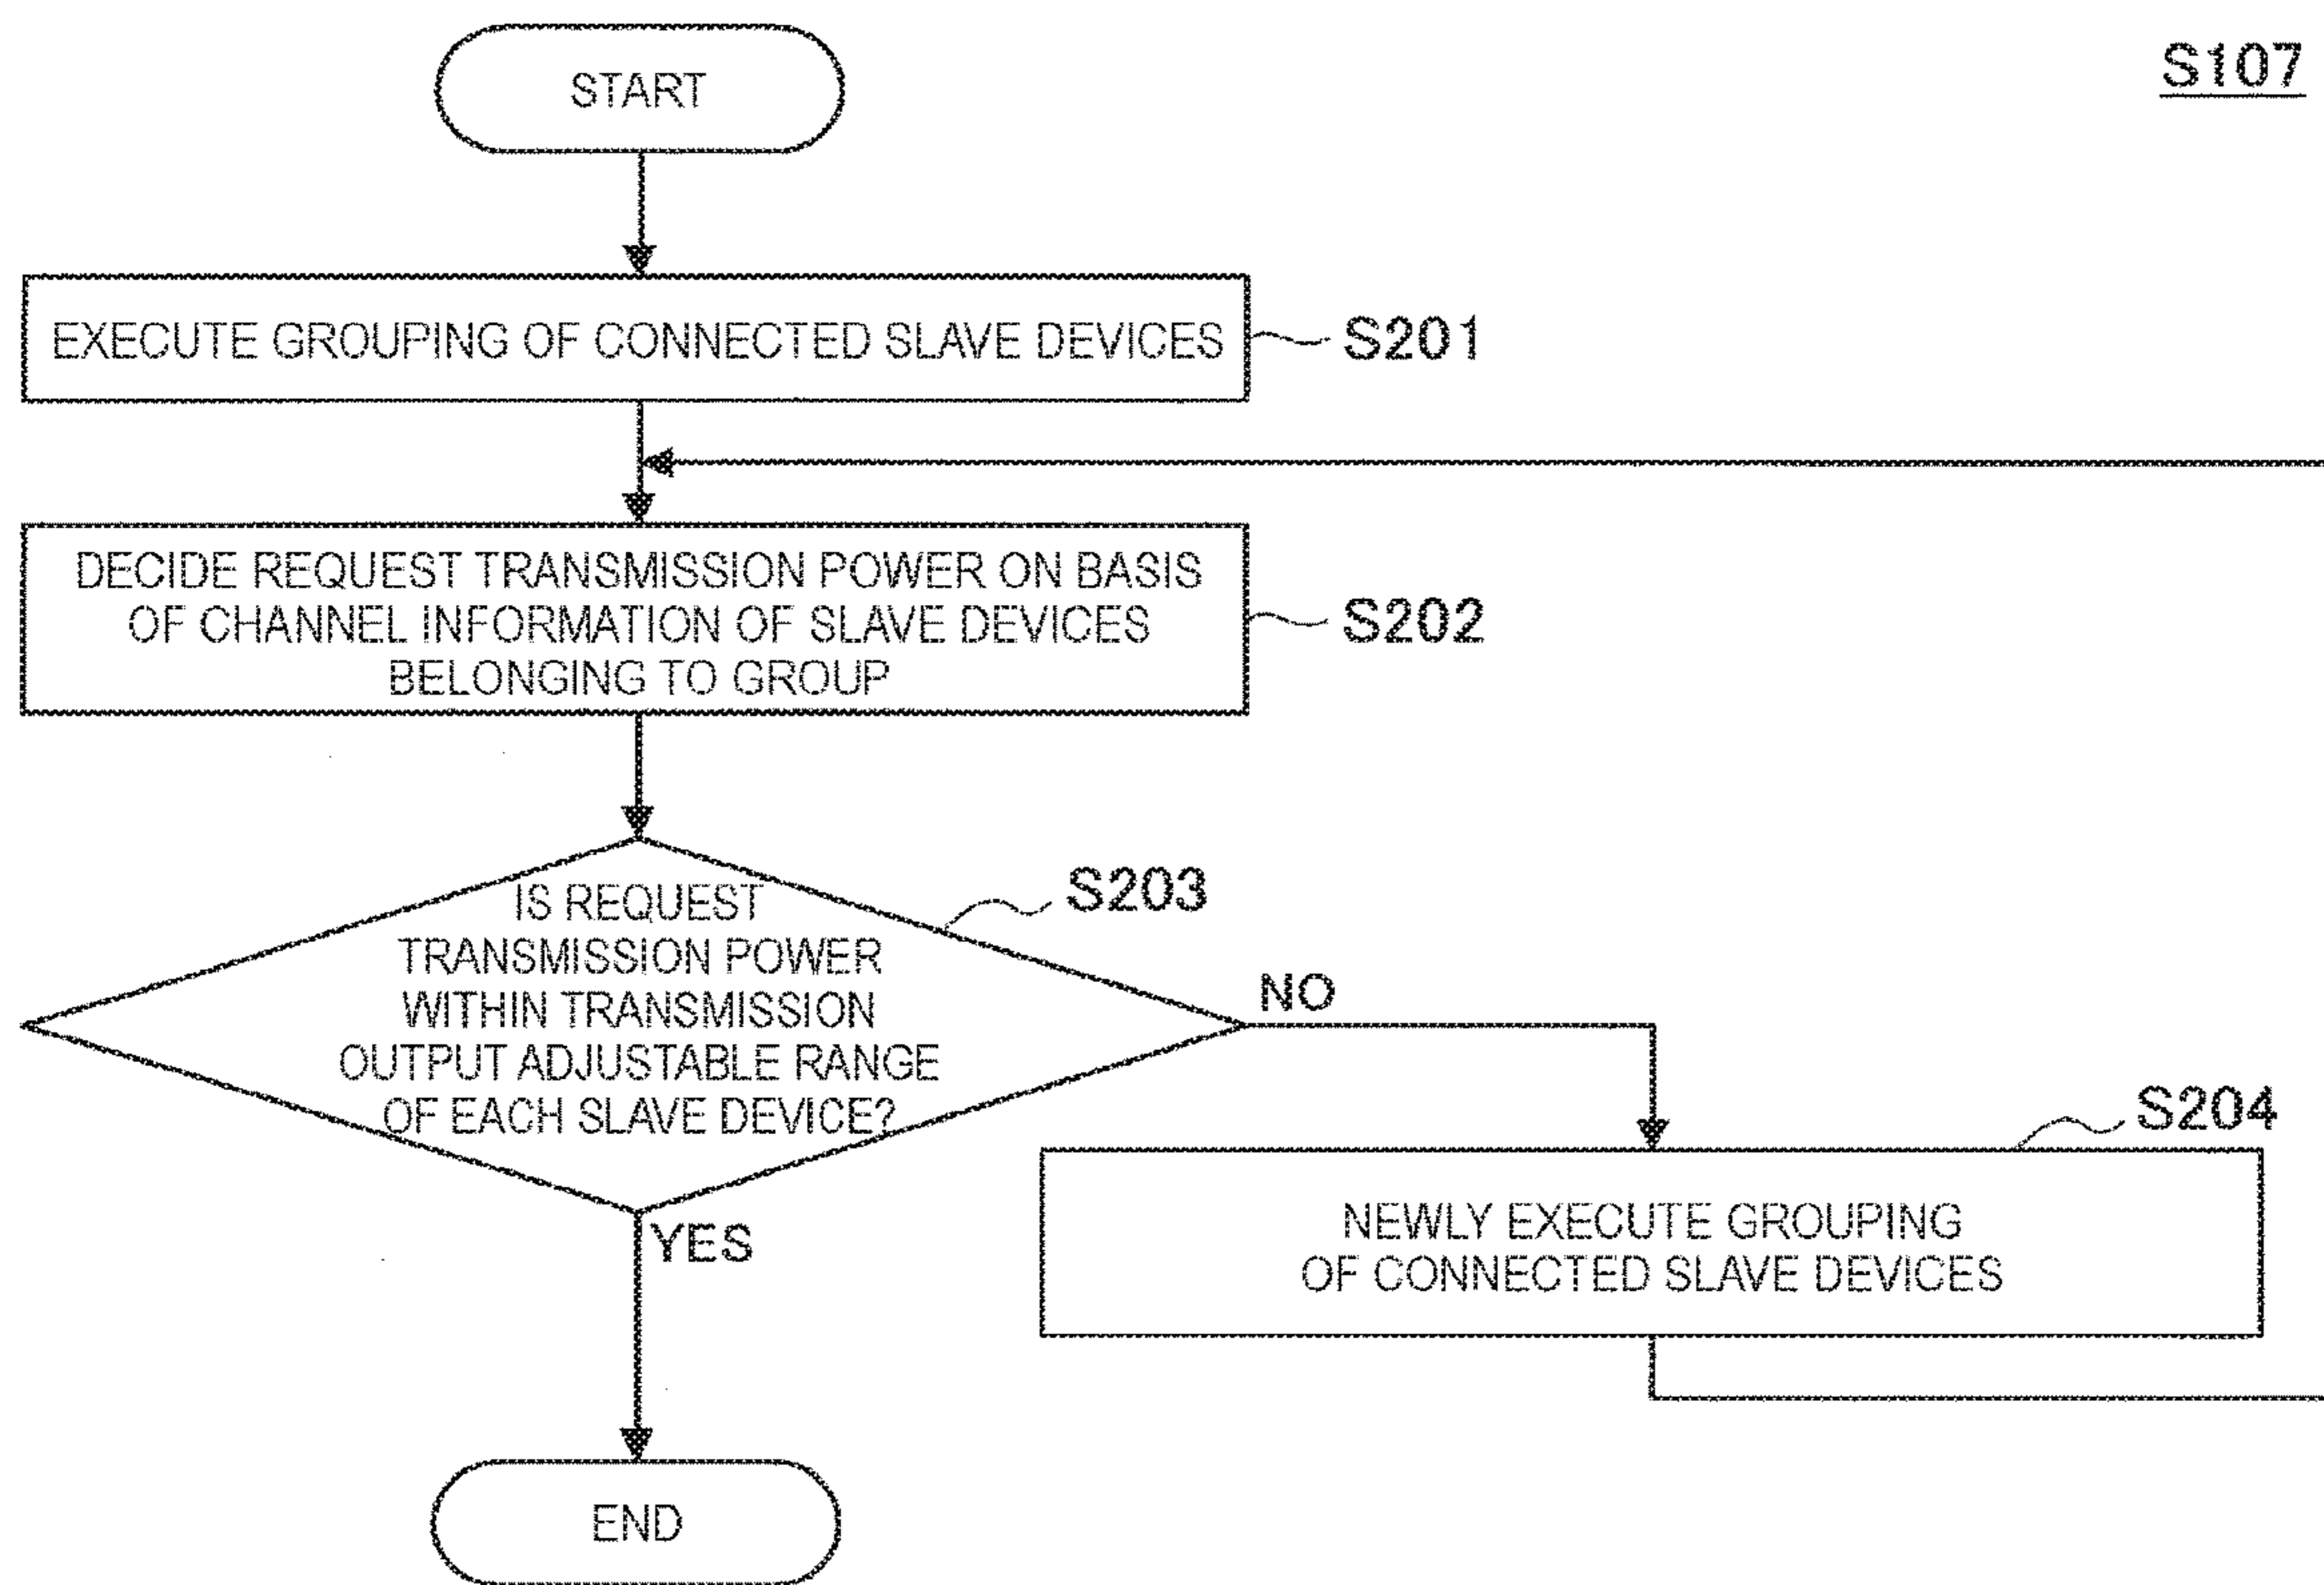 START
S107
EXECUTE GROUPING OF CONNECTED SLAVE DEVICES
S201
DECIDE REQUEST TRANSMISSION POWER ON BASIS
OF CHANNEL INFORMATION OF SLAVE DEVICES
BELONGING TO GROUP
S202
IS REQUEST
TRANSMISSION POWER
WITHIN TRANSMISSION
OUTPUT ADJUSTABLE RANGE
OF EACH SLAVE DEVICE?
S203
NO
YES
S204
NEWLY EXECUTE GROUPING
OF CONNECTED SLAVE DEVICES
END